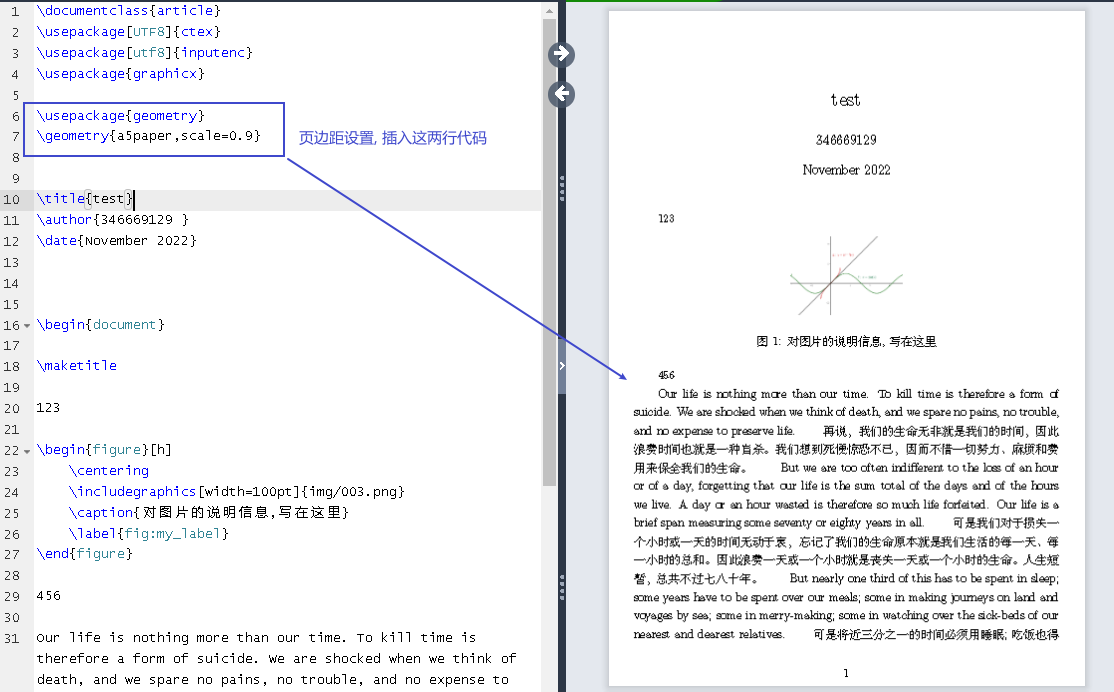 1 \documentclass{article}
2 \usepackage[UTF8]{ctex}
3 \usepackage[utf8]{inputenc}
4 \usepackage{graphicx}
5
6 \usepackage{geometry}
7 \geometry{a5paper,scale=0.9}
页边距设置, 插入这两行代码
8
9
10 \title{test}
11 \author{346669129 }
12 \date{November 2022}
13
14
15
16 \begin{document}
17
18 \maketitle
19
20 123
21
22 \begin{figure}[h]
23 \centering
24 \includegraphics[width=100pt]{img/003.png}
25 \caption{对图片的说明信息,写在这里}
26 \label{fig:my_label}
27 \end{figure}
28
29 456
30
31 Our life is nothing more than our time. To kill time is
therefore a form of suicide. We are shocked when we think of
death, and we spare no pains, no trouble, and no expense to
test
346669129
November 2022
123
图 1: 对图片的说明信息, 写在这里
456
Our life is nothing more than our time. To kill time is therefore a form of
suicide. We are shocked when we think of death, and we spare no pains, no trouble,
and no expense to preserve life. 再说，我们的生命无非就是我们的时间，因此
浪费时间也就是一种自杀。我们想到死便惊恐不已，因而不惜一切努力、麻烦和费
用来保全我们的生命。 But we are too often indifferent to the loss of an hour
or of a day, forgetting that our life is the sum total of the days and of the hours
we live. A day or an hour wasted is therefore so much life forfeited. Our life is a
brief span measuring some seventy or eighty years in all. 可是我们对于损失一
个小时或一天的时间无动于衷，忘记了我们的生命原本就是我们生活的每一天、每
一小时的总和。因此浪费一天或一个小时就是丧失一天或一个小时的生命。人生短
暂，总共不过七八十年。 But nearly one third of this has to be spent in sleep;
some years have to be spent over our meals; some in making journeys on land and
voyages by sea; some in merry-making; some in watching over the sick-beds of our
nearest and dearest relatives. 可是将近三分之一的时间必须用睡眠; 吃饭也得
1